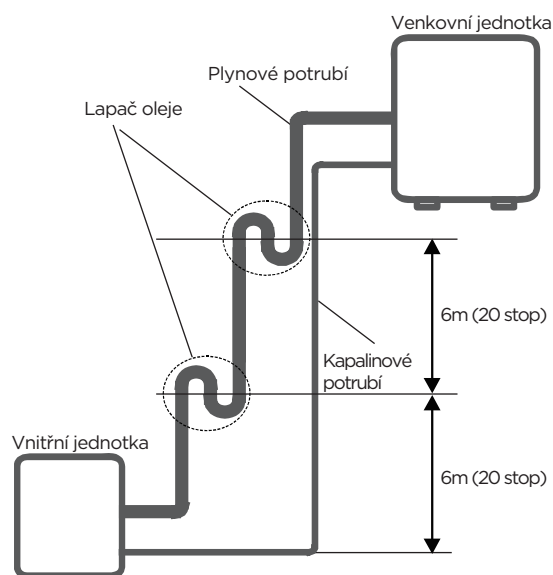 Venkovní jednotka
Plynové potrubí
Lapač oleje
6m (20 stop)
Kapalinové
potrubí
Vnitřní jednotka
6m (20 stop)